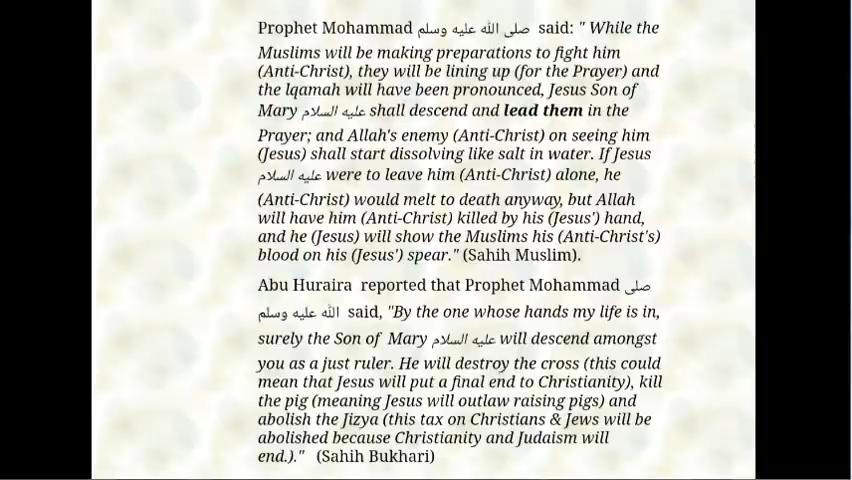 Prophet Mohammad صلى الله عليه وسلم said: " While the
Muslims will be making preparations to fight him
(Anti-Christ), they will be lining up (for the Prayer) and
the lqamah will have been pronounced, Jesus Son of
Mary عليه السلام shall descend and lead them in the
Prayer; and Allah's enemy (Anti-Christ) on seeing him
(Jesus) shall start dissolving like salt in water. If Jesus
عليه السلام were to leave him (Anti-Christ) alone, he
(Anti-Christ) would melt to death anyway, but Allah
will have him (Anti-Christ) killed by his (Jesus') hand,
and he (Jesus) will show the Muslims his (Anti-Christ's)
blood on his (Jesus') spear." (Sahih Muslim).
Abu Huraira reported that Prophet Mohammad صلى
الله عليه وسلم said, "By the one whose hands my life is in,
surely the Son of Mary عليه السلام will descend amongst
you as a just ruler. He will destroy the cross (this could
mean that Jesus will put a final end to Christianity), kill
the pig (meaning Jesus will outlaw raising pigs) and
abolish the Jizya (this tax on Christians & Jews will be
abolished because Christianity and Judaism will
end.)." (Sahih Bukhari)